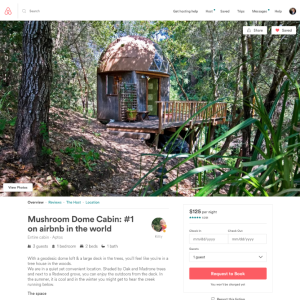 Search
Get Earning Help
Host
Saved
Trips
Messages
Help
Share
Saved
View Photos
Overview · Reviews · The Host · Location
Mushroom Dome Cabin: #1
on airbnb in the world
Entire cabin · Aptos
3 guests 1 bedroom 2 beds 1 bath
With a geodesic dome loft & a large deck in the trees, you'll feel like you're in a
tree house in the woods.
We are in a quiet yet convenient location. Shaded by Oak and Madrone trees
and next to a Redwood grove, you can enjoy the outdoors from the deck. In
the summer, it is cool and in the winter you might get to hear the creek
running below.
The space
$125 per night
Check In
Check Out
mm/dd/yyyy
mm/dd/yyyy
Guests
1 guest
Request to Book
You won't be charged yet